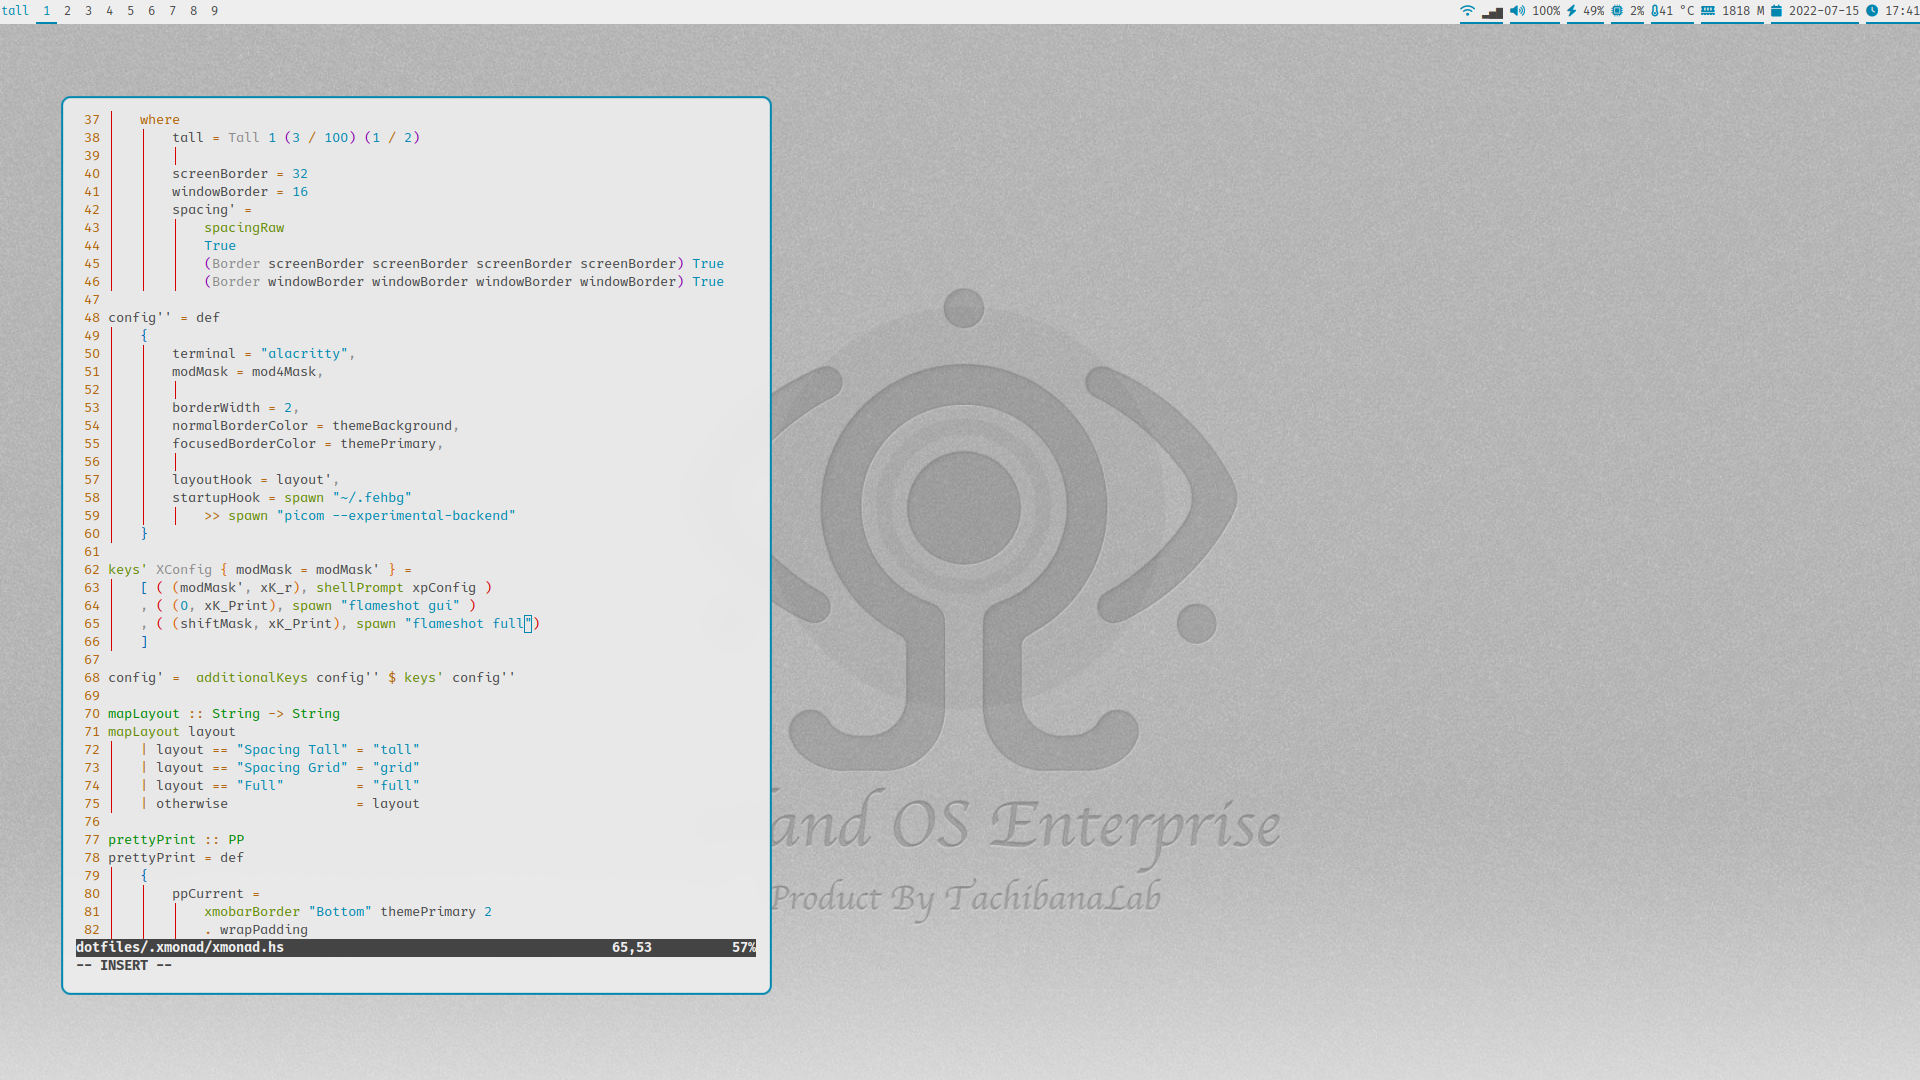 tall 1 2 3 4 5 6 7 8 9 100% 49% 2% 41 °C 1818 M 2022-07-15 17:41
37     where
38         tall = Tall 1 (3 / 100) (1 / 2)
39
40         screenBorder = 32
41         windowBorder = 16
42         spacing' =
43             spacingRaw
44             True
45             (Border screenBorder screenBorder screenBorder screenBorder) True
46             (Border windowBorder windowBorder windowBorder windowBorder) True
47
48 config'' = def
49     {
50         terminal = "alacritty",
51         modMask = mod4Mask,
52
53         borderWidth = 2,
54         normalBorderColor = themeBackground,
55         focusedBorderColor = themePrimary,
56
57         layoutHook = layout',
58         startupHook = spawn "~/.fehbg"
59             >> spawn "picom --experimental-backend"
60     }
61
62 keys' XConfig { modMask = modMask' } =
63     [ ( (modMask', xK_r), shellPrompt xpConfig )
64     , ( (0, xK_Print), spawn "flameshot gui" )
65     , ( (shiftMask, xK_Print), spawn "flameshot full")
66     ]
67
68 config' =  additionalKeys config'' $ keys' config''
69
70 mapLayout :: String -> String
71 mapLayout layout
72     | layout == "Spacing Tall" = "tall"
73     | layout == "Spacing Grid" = "grid"
74     | layout == "Full"         = "full"
75     | otherwise                = layout
76
77 prettyPrint :: PP
78 prettyPrint = def
79     {
80         ppCurrent =
81             xmobarBorder "Bottom" themePrimary 2
82             . wrapPadding
dotfiles/.xmonad/xmonad.hs 65,53 57%
-- INSERT --
and OS Enterprise
Product By TachibanaLab